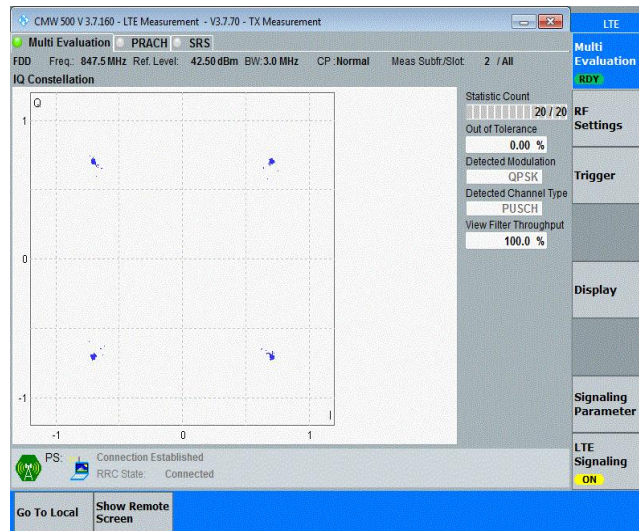 CMW 500 V 3.7.160 - LTE Measurement - V3.7.70 - TX Measurement
LTE
Multi Evaluation PRACH SRS
FDD Freq.: 847.5 MHz Ref. Level: 42.50 dBm BW: 3.0 MHz CP :Normal Meas Subfr./Slot: 2 / All
IQ Constellation
Q
1
0
-1
-1 0 1
I
Statistic Count
20 / 20
Out of Tolerance
0.00 %
Detected Modulation
QPSK
Detected Channel Type
PUSCH
View Filter Throughput
100.0 %
PS: Connection Established
RRC State: Connected
Multi
Evaluation
RDY
RF
Settings
Trigger
Display
Signaling
Parameter
LTE
Signaling
ON
Go To Local
Show Remote
Screen